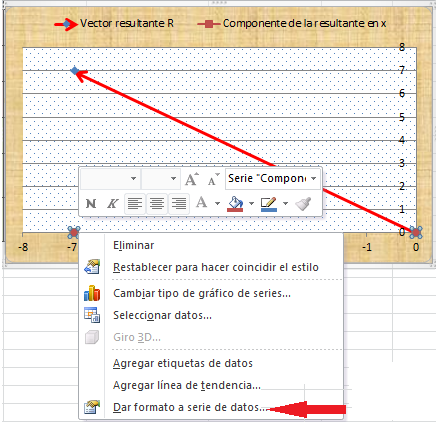 Vector resultante R Componente de la resultante en x
8
7
6
5
4
3
2
Serie "Compon
1
N K A
0
-8 -7 -1 0
Eliminar
Restablecer para hacer coincidir el estilo
Cambiar tipo de gráfico de series...
Seleccionar datos...
Giro 3D...
Agregar etiquetas de datos
Agregar línea de tendencia...
Dar formato a serie de datos...